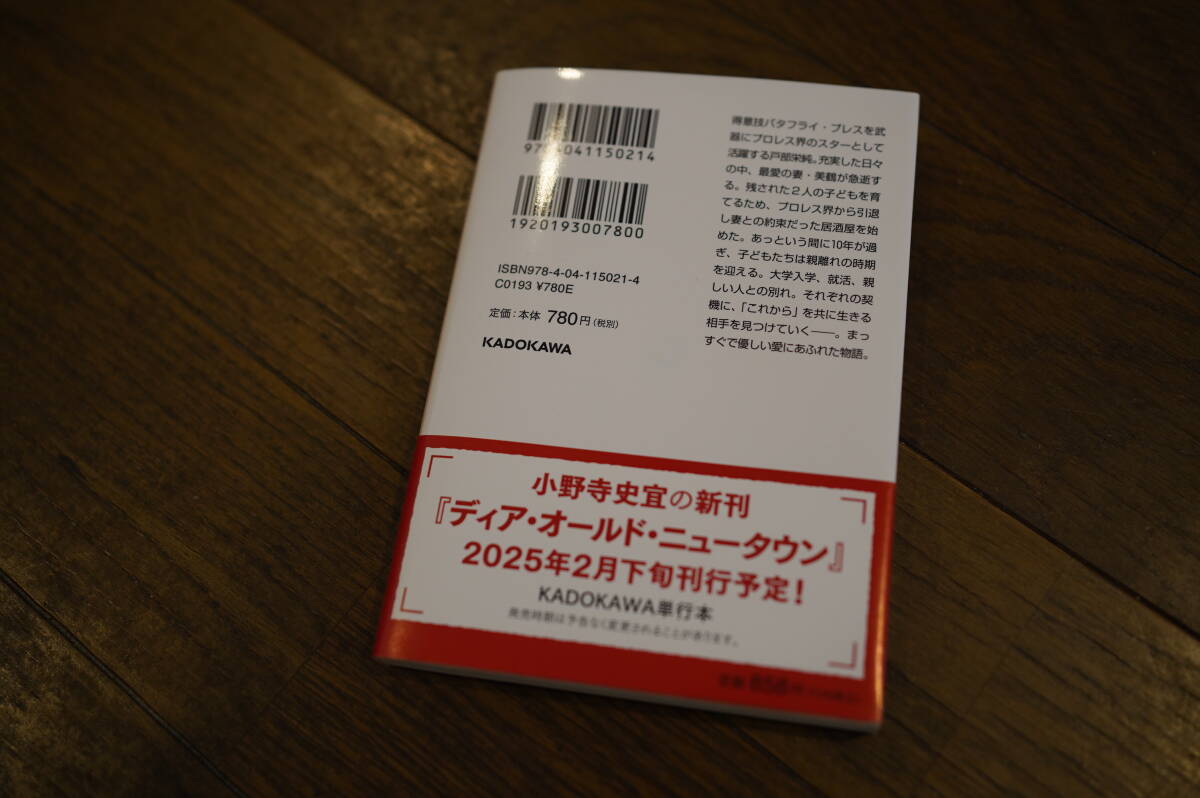 得意技バタフライ・プレスを武
器にプロレス界のスターとして
活躍する戸部栄純。充実した日々
の中、最愛の妻・美鶴が急逝す
る。残された2人の子どもを育
てるため、プロレス界から引退
し妻との約束だった居酒屋を始
めた。あっという間に10年が過
ぎ、子どもたちは親離れの時期
を迎える。大学入学、就活、親
しい人との別れ。それぞれの契
機に、「これから」を共に生きる
相手を見つけていく――。まっ
すぐで優しい愛にあふれた物語。
041150214
1920193007800
ISBN978-4-04-115021-4
C0193 ¥780E
定価：本体 780円(税別)
KADOKAWA
小野寺史宜の新刊
『ディア・オールド・ニュータウン』
2025年2月下旬刊行予定！
KADOKAWA単行本
発売時期は予告なく変更されることがあります。